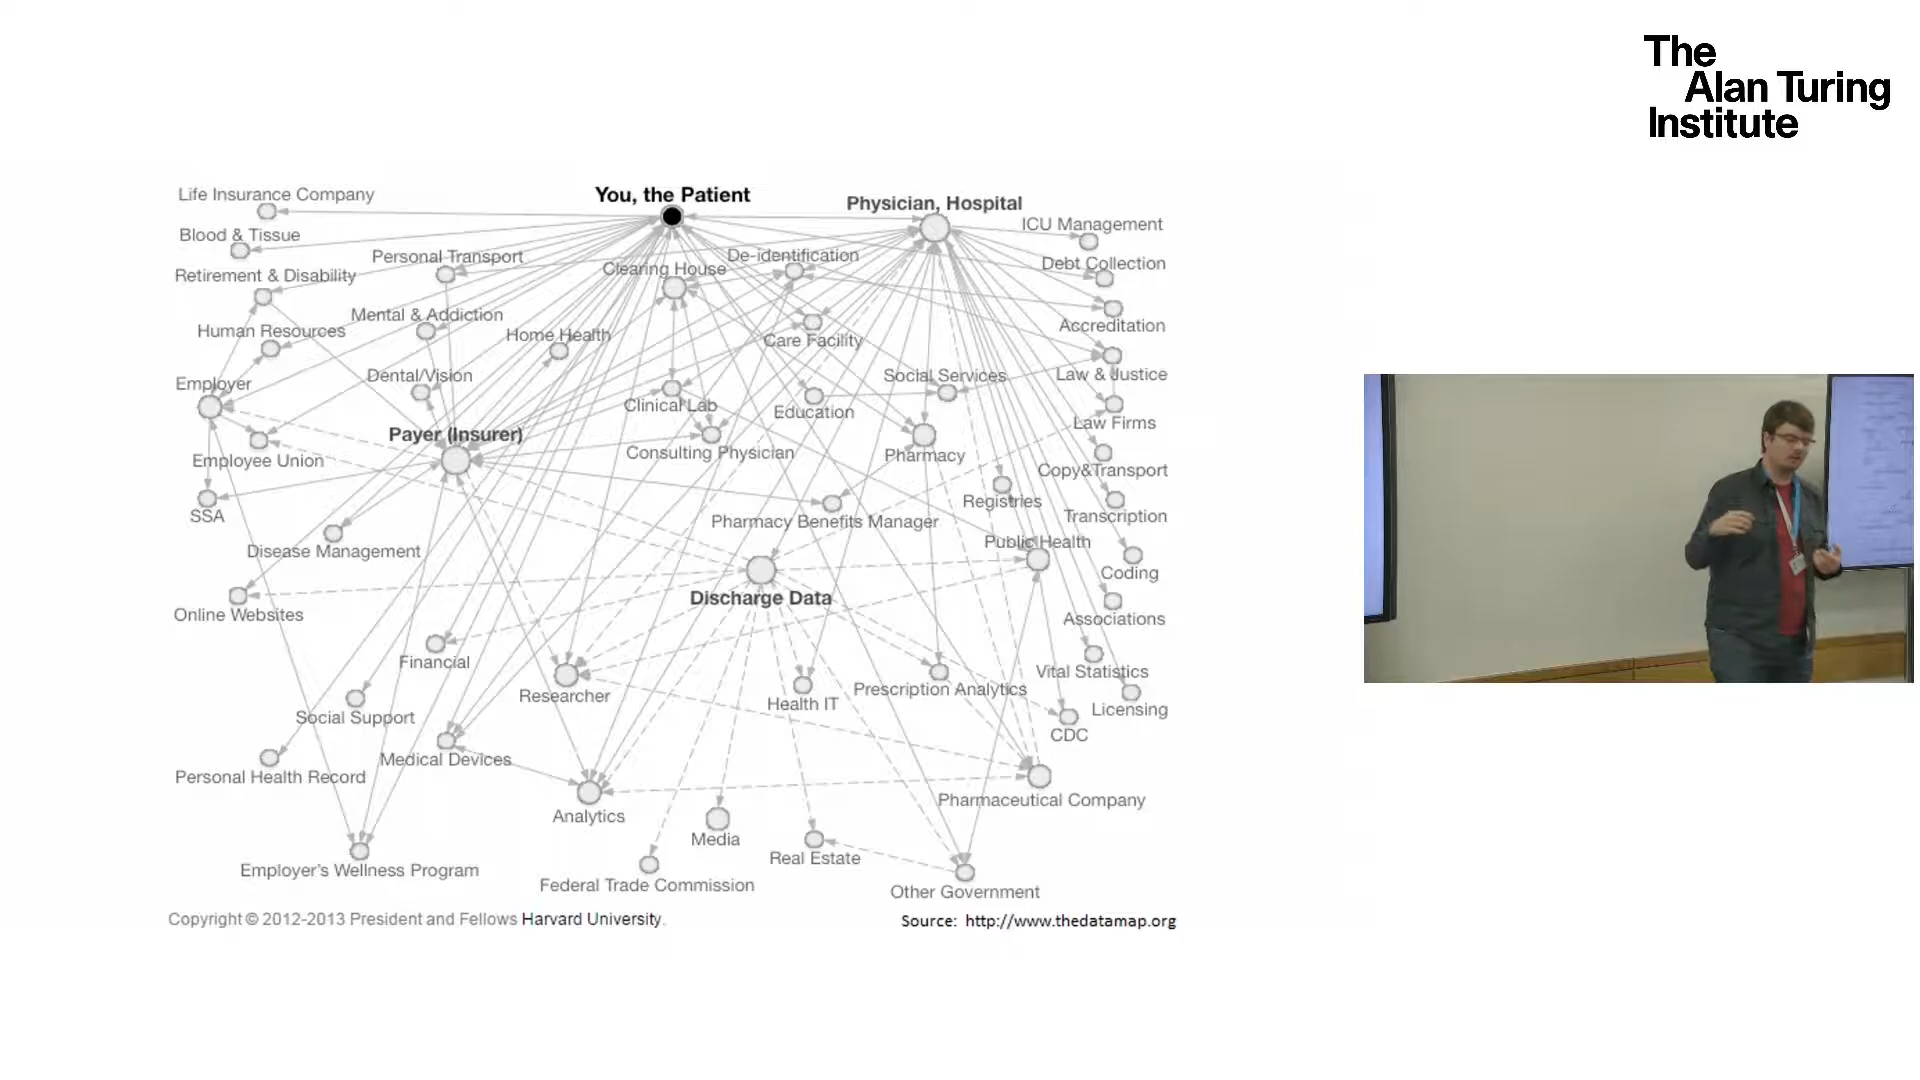 The
Alan Turing
Institute
Life Insurance Company
You, the Patient
Physician, Hospital
ICU Management
Blood & Tissue
Personal Transport
De-identification
Clearing House
Debt Collection
Retirement & Disability
Mental & Addiction
Human Resources
Home Health
Care Facility
Accreditation
Employer
Dental/Vision
Social Services
Law & Justice
Clinical Lab
Education
Law Firms
Payer (Insurer)
Employee Union
Consulting Physician
Pharmacy
Copy&Transport
SSA
Registries
Transcription
Pharmacy Benefits Manager
Disease Management
Public Health
Coding
Discharge Data
Online Websites
Associations
Financial
Vital Statistics
Researcher
Health IT
Prescription Analytics
Licensing
Social Support
CDC
Medical Devices
Personal Health Record
Pharmaceutical Company
Analytics
Media
Real Estate
Employer's Wellness Program
Federal Trade Commission
Other Government
Copyright © 2012-2013 President and Fellows Harvard University.
Source: http://www.thedatamap.org